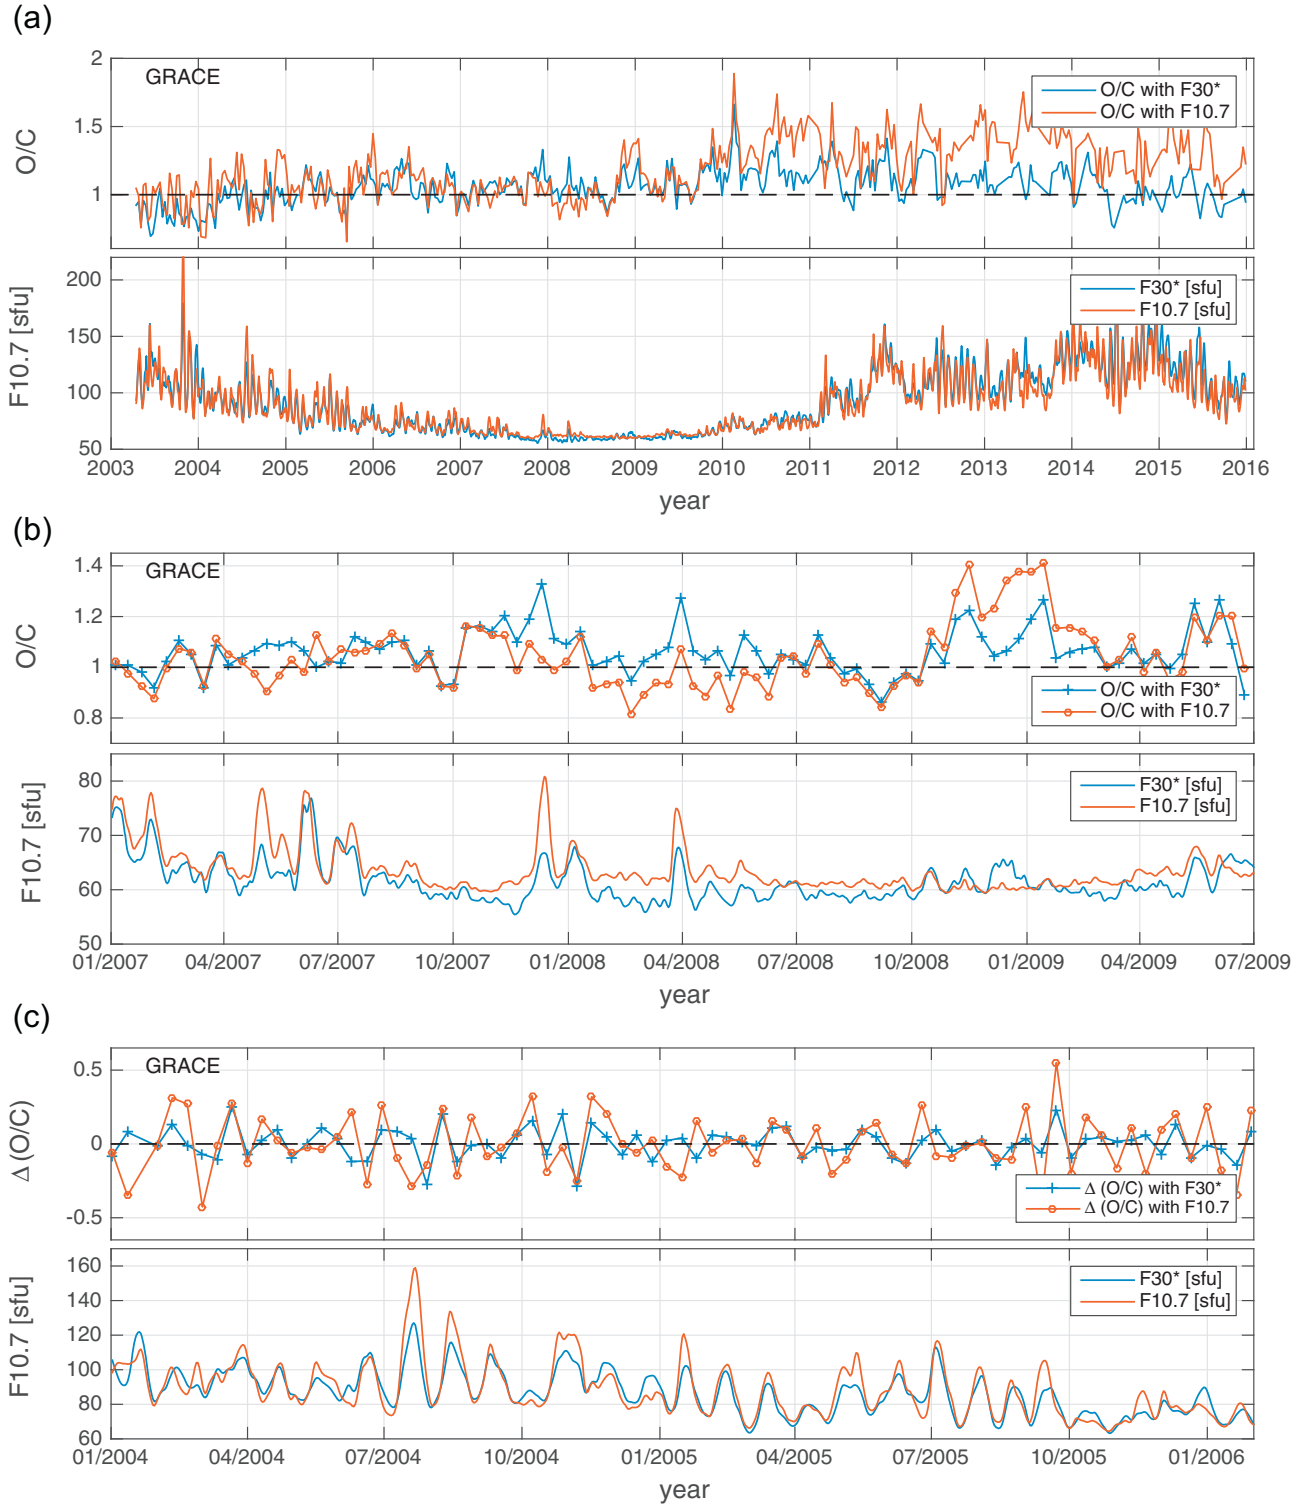 (a)
2
GRACE
O/C with F30*
O/C with F10.7
1.5
O/C
1
200
F30* [sfu]
F10.7 [sfu]
150
F10.7 [sfu]
100
50
2003 2004 2005 2006 2007 2008 2009 2010 2011 2012 2013 2014 2015 2016
year
(b)
1.4
GRACE
1.2
O/C
1
O/C with F30*
O/C with F10.7
0.8
80
F30* [sfu]
F10.7 [sfu]
70
F10.7 [sfu]
60
50
01/2007 04/2007 07/2007 10/2007 01/2008 04/2008 07/2008 10/2008 01/2009 04/2009 07/2009
year
(c)
GRACE
0.5
Δ (O/C)
0
Δ (O/C) with F30*
Δ (O/C) with F10.7
-0.5
160
F30* [sfu]
F10.7 [sfu]
140
120
F10.7 [sfu]
100
80
60
01/2004 04/2004 07/2004 10/2004 01/2005 04/2005 07/2005 10/2005 01/2006
year